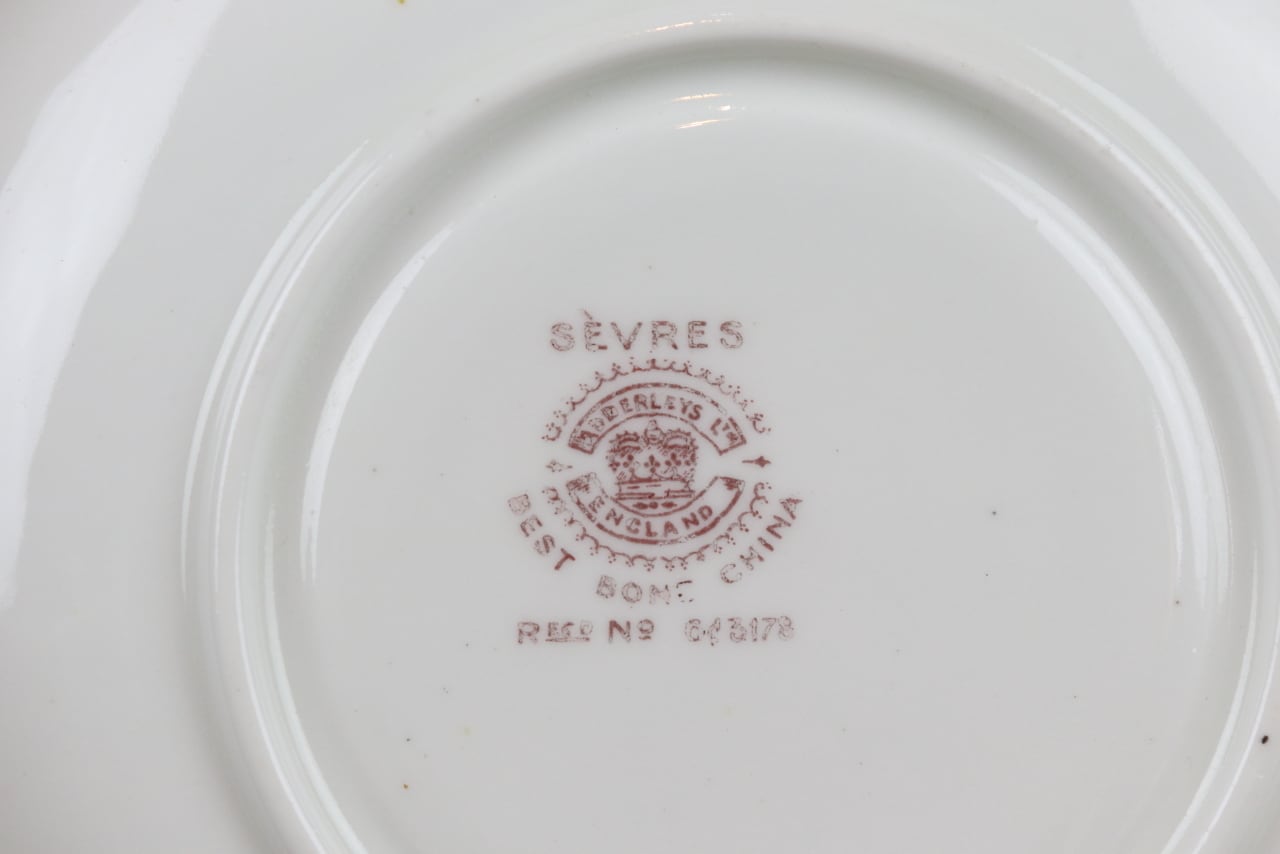 SÈVRES
ADDERLEYS LTD
ENGLAND
BEST BONE CHINA
REGD No 643178